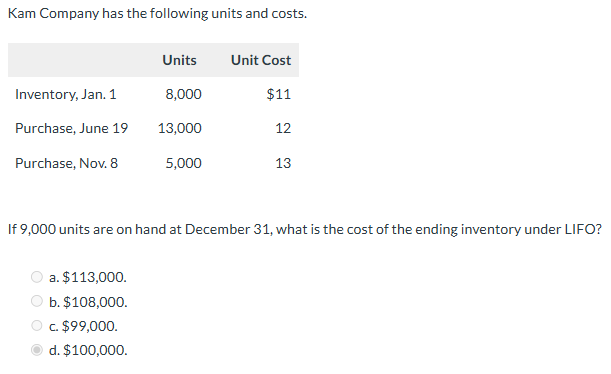 Kam Company has the following units and costs.
Units Unit Cost
Inventory, Jan. 1 8,000 $11
Purchase, June 19 13,000 12
Purchase, Nov. 8 5,000 13
If 9,000 units are on hand at December 31, what is the cost of the ending inventory under LIFO?
a. $113,000.
b. $108,000.
c. $99,000.
d. $100,000.